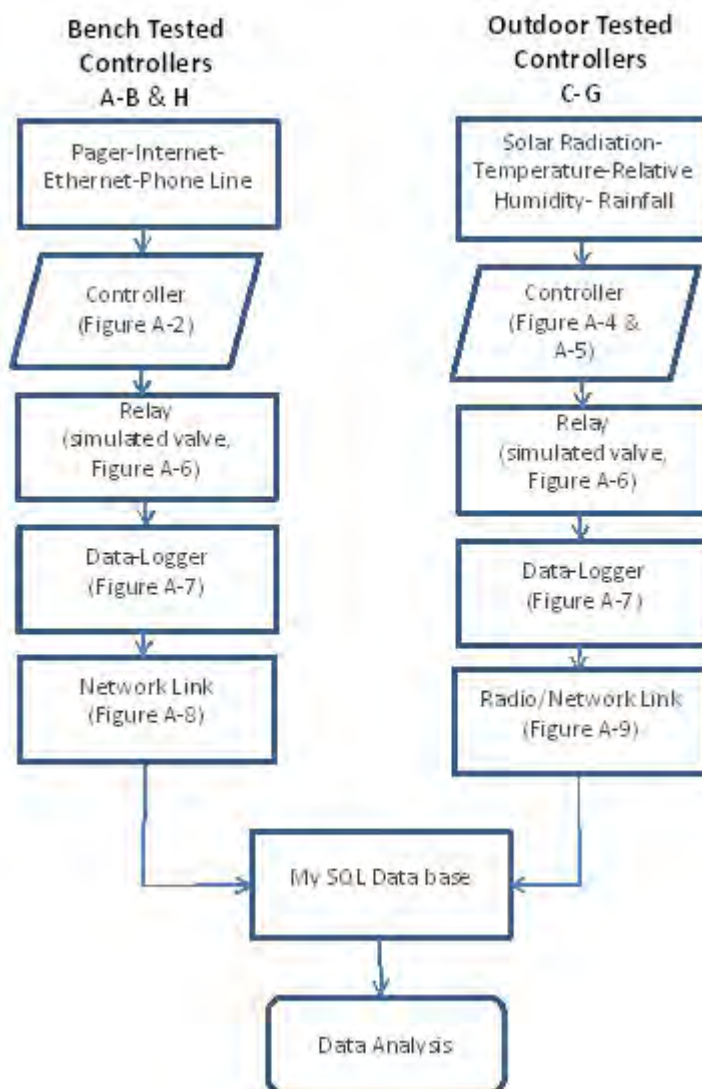 Bench Tested
Controllers
A-B & H
Pager-Internet-
Ethernet-Phone Line
Controller
(Figure A-2)
Relay
(simulated valve,
Figure A-6)
Data-Logger
(Figure A-7)
Network Link
(Figure A-8)
Outdoor Tested
Controllers
C-G
Solar Radiation-
Temperature-Relative
Humidity- Rainfall
Controller
(Figure A-4 &
A-5)
Relay
(simulated valve,
Figure A-6)
Data-Logger
(Figure A-7)
Radio/Network Link
(Figure A-9)
My SQL Data base
Data Analysis